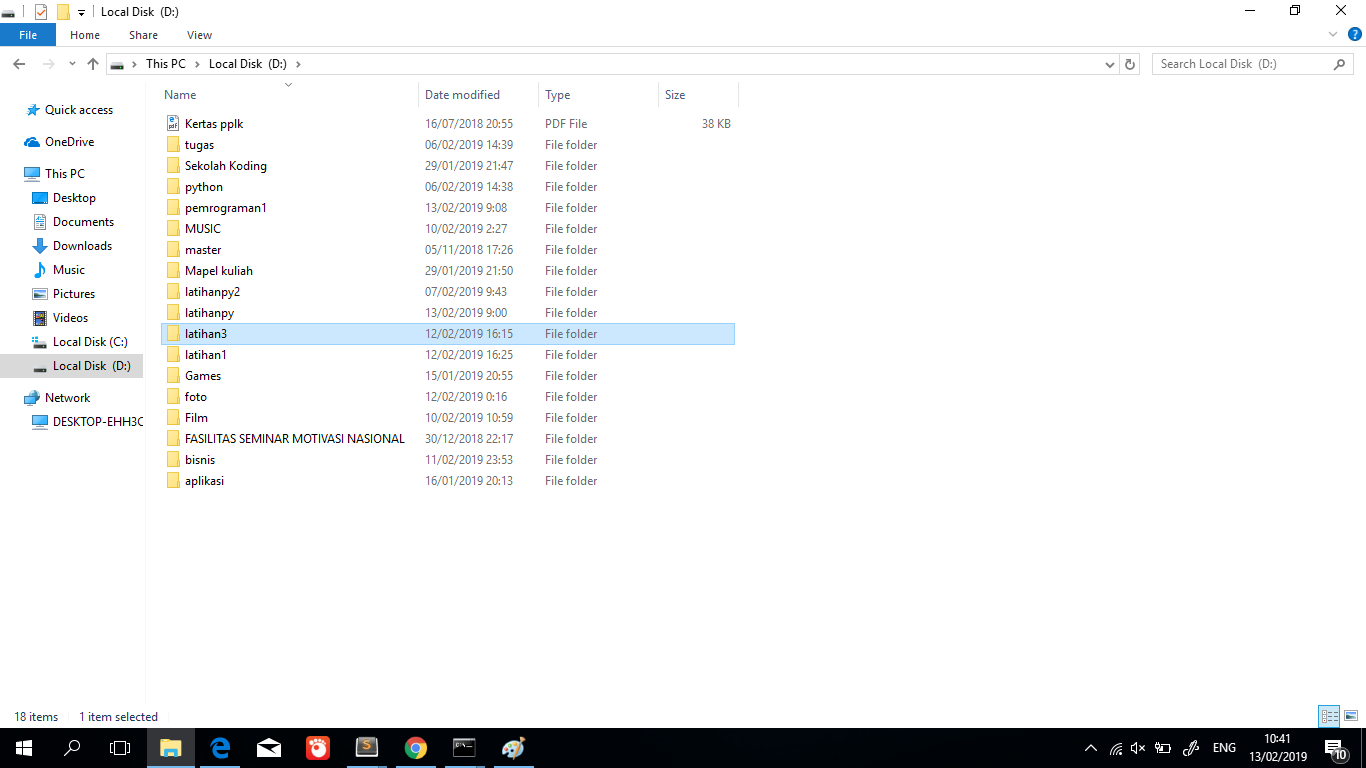 Local Disk (D:)
File Home Share View
This PC Local Disk (D:) Search Local Disk (D:)
Name Date modified Type Size
Quick access
OneDrive
This PC
Desktop
Documents
Downloads
Music
Pictures
Videos
Local Disk (C:)
Local Disk (D:)
Network
DESKTOP-EHH3C
Kertas pplk 16/07/2018 20:55 PDF File 38 KB
tugas 06/02/2019 14:39 File folder
Sekolah Koding 29/01/2019 21:47 File folder
python 06/02/2019 14:38 File folder
pemrograman1 13/02/2019 9:08 File folder
MUSIC 10/02/2019 2:27 File folder
master 05/11/2018 17:26 File folder
Mapel kuliah 29/01/2019 21:50 File folder
latihanpy2 07/02/2019 9:43 File folder
latihanpy 13/02/2019 9:00 File folder
latihan3 12/02/2019 16:15 File folder
latihan1 12/02/2019 16:25 File folder
Games 15/01/2019 20:55 File folder
foto 12/02/2019 0:16 File folder
Film 10/02/2019 10:59 File folder
FASILITAS SEMINAR MOTIVASI NASIONAL 30/12/2018 22:17 File folder
bisnis 11/02/2019 23:53 File folder
aplikasi 16/01/2019 20:13 File folder
18 items 1 item selected
ENG 10:41
13/02/2019 10